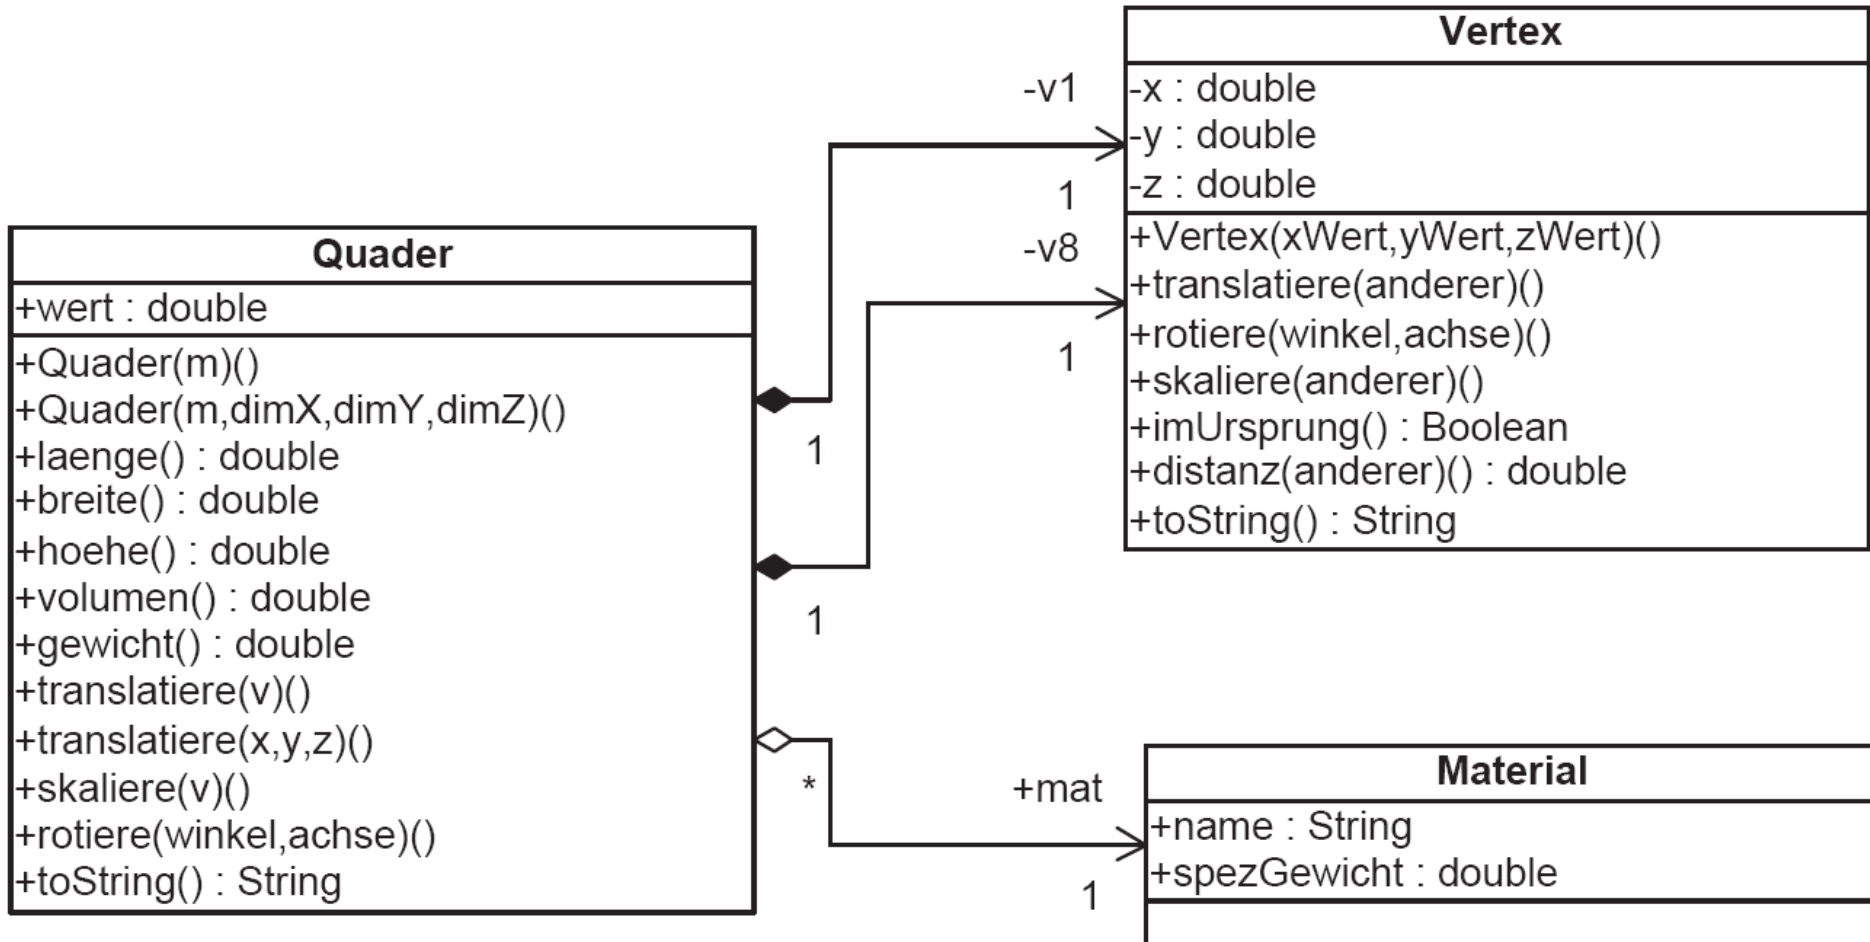 Vertex
-x : double
-y : double
-z : double
+Vertex(xWert,yWert,zWert)()
+translatiere(anderer)()
+rotiere(winkel,achse)()
+skaliere(anderer)()
+imUrsprung() : Boolean
+distanz(anderer)() : double
+toString() : String
-v1
1
-v8
1
Quader
+wert : double
+Quader(m)()
+Quader(m,dimX,dimY,dimZ)()
+laenge() : double
+breite() : double
+hoehe() : double
+volumen() : double
+gewicht() : double
+translatiere(v)()
+translatiere(x,y,z)()
+skaliere(v)()
+rotiere(winkel,achse)()
+toString() : String
1
1
*
+mat
1
Material
+name : String
+spezGewicht : double